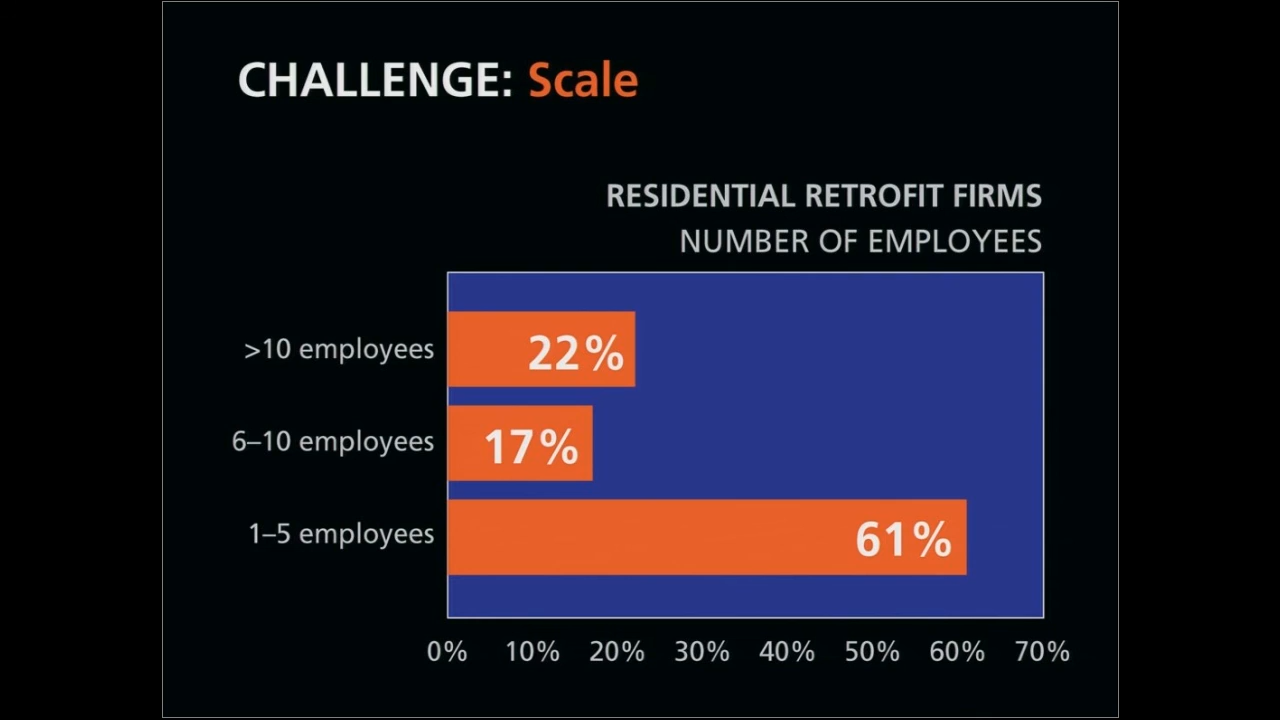 CHALLENGE: Scale
RESIDENTIAL RETROFIT FIRMS
NUMBER OF EMPLOYEES
>10 employees
22%
6–10 employees
17%
1–5 employees
61%
0% 10% 20% 30% 40% 50% 60% 70%